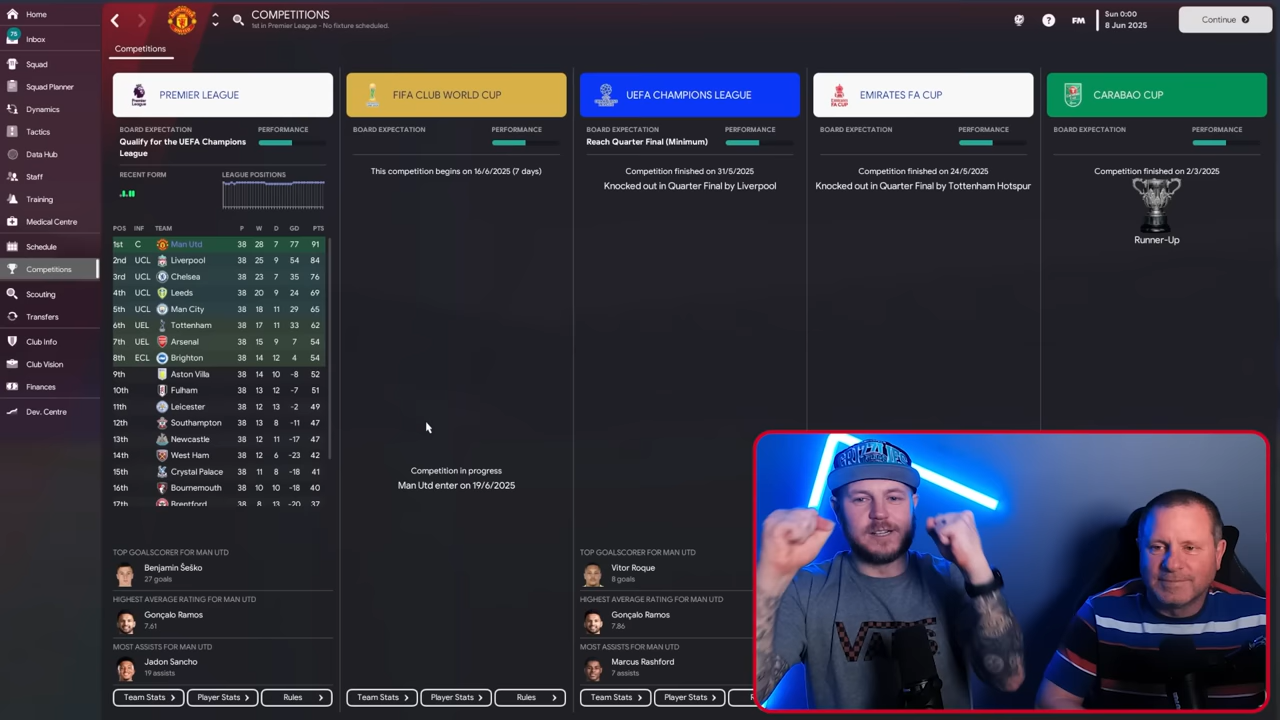 Home
75
Inbox
Squad
Squad Planner
Dynamics
Tactics
Data Hub
Staff
Training
Medical Centre
Schedule
Competitions
Scouting
Transfers
Club Info
Club Vision
Finances
Dev. Centre
COMPETITIONS
1st in Premier League - No fixture scheduled.
FM
Sun 0:00
8 Jun 2025
Continue
Competitions
PREMIER LEAGUE
BOARD EXPECTATION PERFORMANCE
Qualify for the UEFA Champions
League
RECENT FORM LEAGUE POSITIONS
POS INF TEAM P W D GD PTS
1st C Man Utd 38 28 7 77 91
2nd UCL Liverpool 38 25 9 54 84
3rd UCL Chelsea 38 23 7 35 76
4th UCL Leeds 38 20 9 24 69
5th UCL Man City 38 18 11 29 65
6th UEL Tottenham 38 17 11 33 62
7th UEL Arsenal 38 15 9 7 54
8th ECL Brighton 38 14 12 4 54
9th Aston Villa 38 14 10 -8 52
10th Fulham 38 13 12 -7 51
11th Leicester 38 12 13 -2 49
12th Southampton 38 13 8 -11 47
13th Newcastle 38 12 11 -17 47
14th West Ham 38 12 6 -23 42
15th Crystal Palace 38 11 8 -18 41
16th Bournemouth 38 10 10 -18 40
17th Brentford 38 8 13 -20 37
TOP GOALSCORER FOR MAN UTD
Benjamin Šeško
27 goals
HIGHEST AVERAGE RATING FOR MAN UTD
Gonçalo Ramos
7.61
MOST ASSISTS FOR MAN UTD
Jadon Sancho
19 assists
Team Stats
Player Stats
Rules
FIFA CLUB WORLD CUP
BOARD EXPECTATION PERFORMANCE
This competition begins on 16/6/2025 (7 days)
Competition in progress
Man Utd enter on 19/6/2025
Team Stats
Player Stats
Rules
UEFA CHAMPIONS LEAGUE
BOARD EXPECTATION PERFORMANCE
Reach Quarter Final (Minimum)
Competition finished on 31/5/2025
Knocked out in Quarter Final by Liverpool
TOP GOALSCORER FOR MAN UTD
Vitor Roque
8 goals
HIGHEST AVERAGE RATING FOR MAN UTD
Gonçalo Ramos
7.86
MOST ASSISTS FOR MAN UTD
Marcus Rashford
7 assists
Team Stats
Player Stats
EMIRATES FA CUP
BOARD EXPECTATION PERFORMANCE
Competition finished on 24/5/2025
Knocked out in Quarter Final by Tottenham Hotspur
CARABAO CUP
BOARD EXPECTATION PERFORMANCE
Competition finished on 2/3/2025
Runner-Up